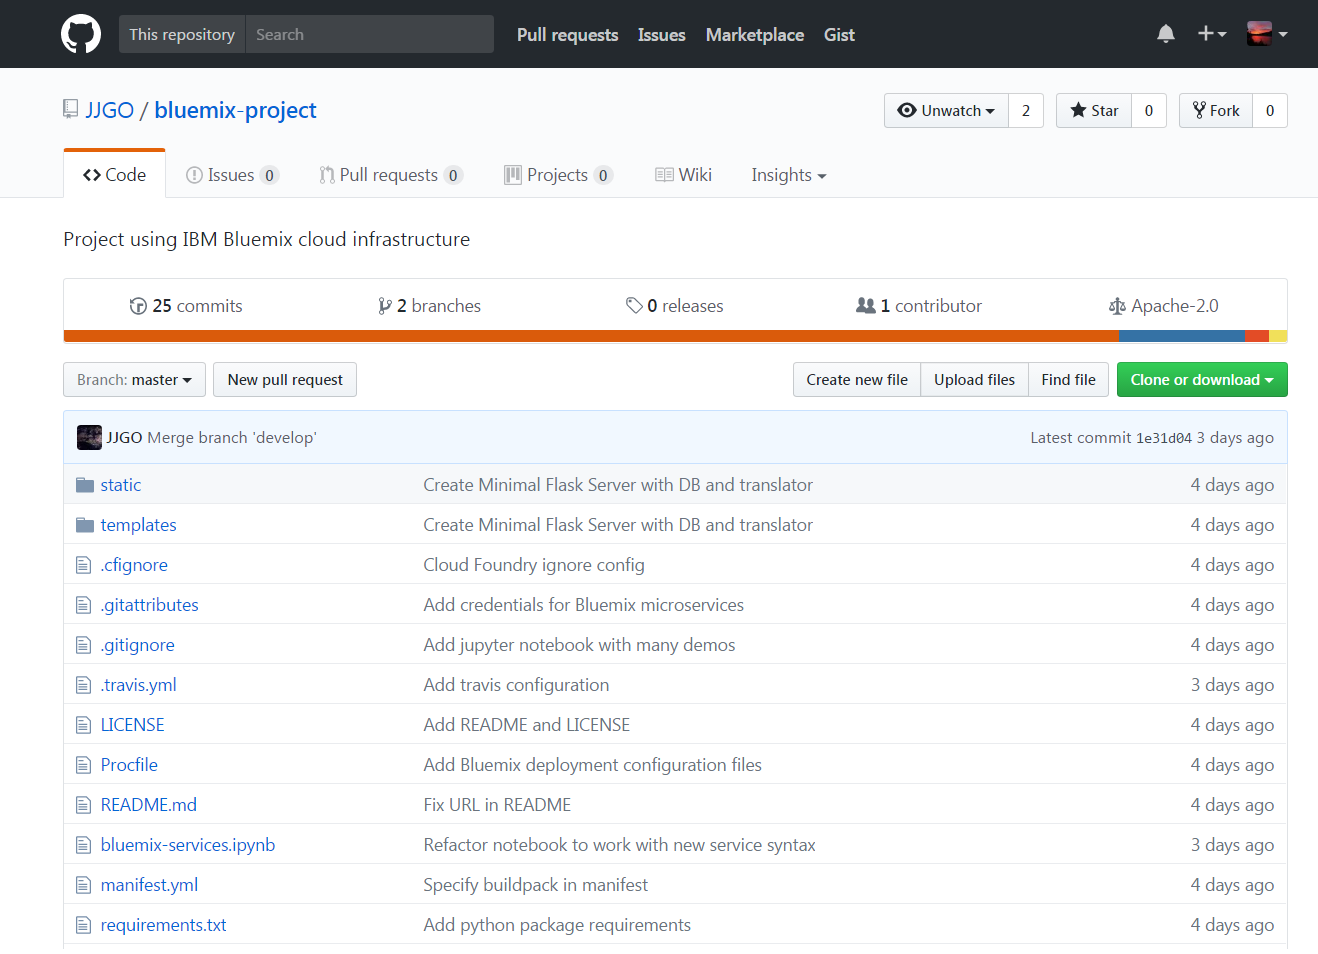 This repository Search Pull requests Issues Marketplace Gist
JJGO / bluemix-project Unwatch 2 Star 0 Fork 0
Code Issues 0 Pull requests 0 Projects 0 Wiki Insights
Project using IBM Bluemix cloud infrastructure
25 commits 2 branches 0 releases 1 contributor Apache-2.0
Branch: master New pull request Create new file Upload files Find file Clone or download
JJGO Merge branch 'develop' Latest commit 1e31d04 3 days ago
static Create Minimal Flask Server with DB and translator 4 days ago
templates Create Minimal Flask Server with DB and translator 4 days ago
.cfignore Cloud Foundry ignore config 4 days ago
.gitattributes Add credentials for Bluemix microservices 4 days ago
.gitignore Add jupyter notebook with many demos 4 days ago
.travis.yml Add travis configuration 3 days ago
LICENSE Add README and LICENSE 4 days ago
Procfile Add Bluemix deployment configuration files 4 days ago
README.md Fix URL in README 4 days ago
bluemix-services.ipynb Refactor notebook to work with new service syntax 3 days ago
manifest.yml Specify buildpack in manifest 4 days ago
requirements.txt Add python package requirements 4 days ago